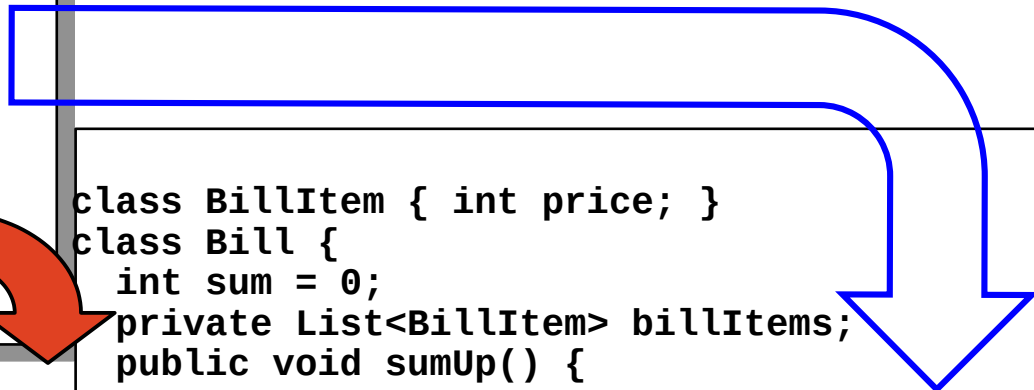 class BillItem { int price; }
class Bill {
  int sum = 0;
  private List<BillItem> billItems;
  public void sumUp() {